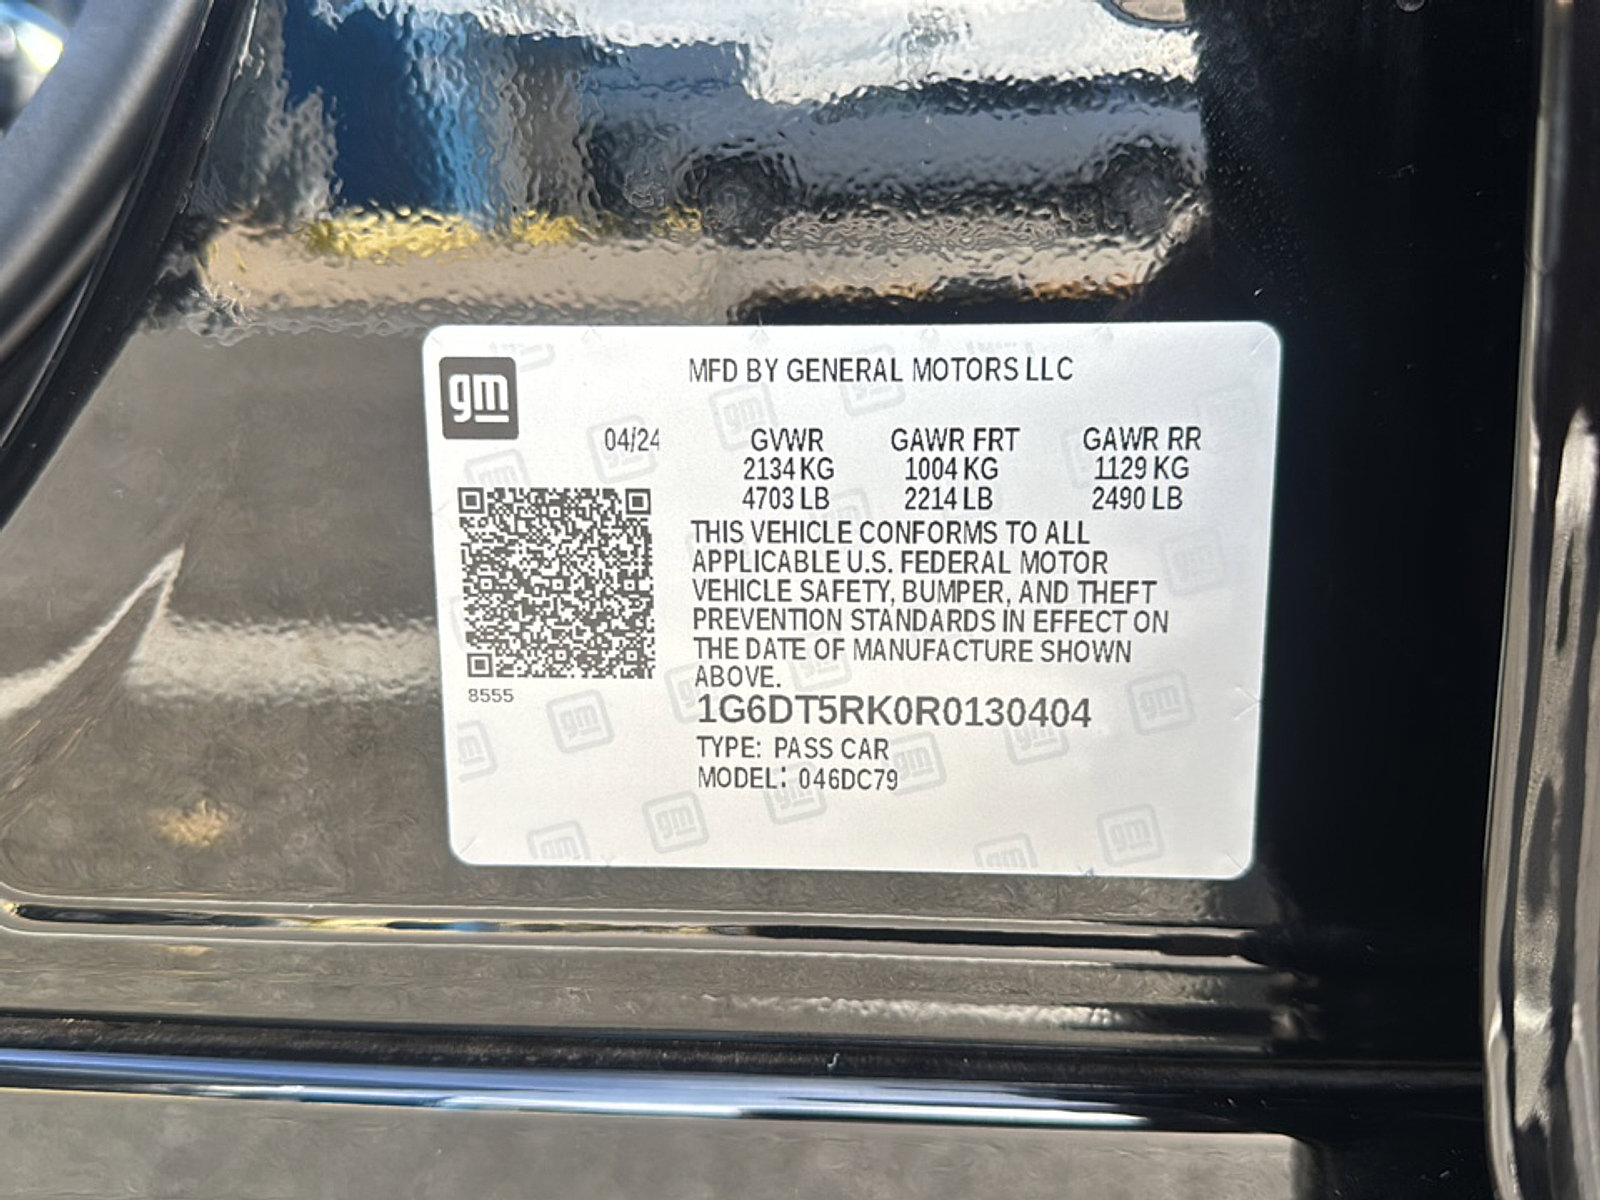 gm
MFD BY GENERAL MOTORS LLC
04/24 GVWR GAWR FRT GAWR RR
2134 KG 1004 KG 1129 KG
4703 LB 2214 LB 2490 LB
THIS VEHICLE CONFORMS TO ALL
APPLICABLE U.S. FEDERAL MOTOR
VEHICLE SAFETY, BUMPER, AND THEFT
PREVENTION STANDARDS IN EFFECT ON
THE DATE OF MANUFACTURE SHOWN
ABOVE.
8555
1G6DT5RK0R0130404
TYPE: PASS CAR
MODEL: 046DC79